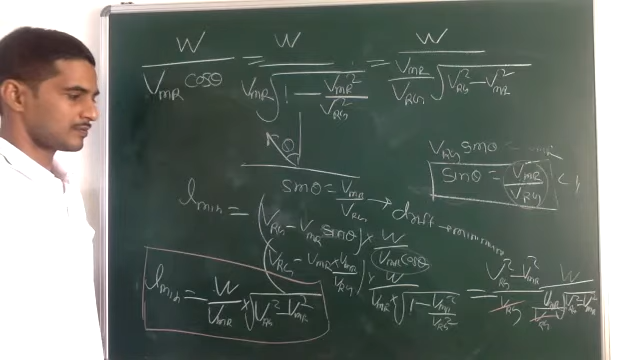 W / (V_mR cosθ) = W / (V_mR √(1 − V_mR²/V_RG²)) = W / ((V_mR/V_RG) √(V_RG² − V_mR²))
θ
V_RG sinθ
sinθ = V_mR/V_RG < 1
sinθ = V_mR/V_RG → drift minimum
l_min = (V_RG − V_mR sinθ) × W/(V_mR cosθ)
(V_RG − V_mR × V_mR/V_RG) × W/(V_mR × √(1 − V_mR²/V_RG²)) = (V_RG² − V_mR²)/V_RG W/((V_mR/V_RG) √(V_RG² − V_mR²))
l_min = W/V_mR × √(V_RG² − V_mR²)